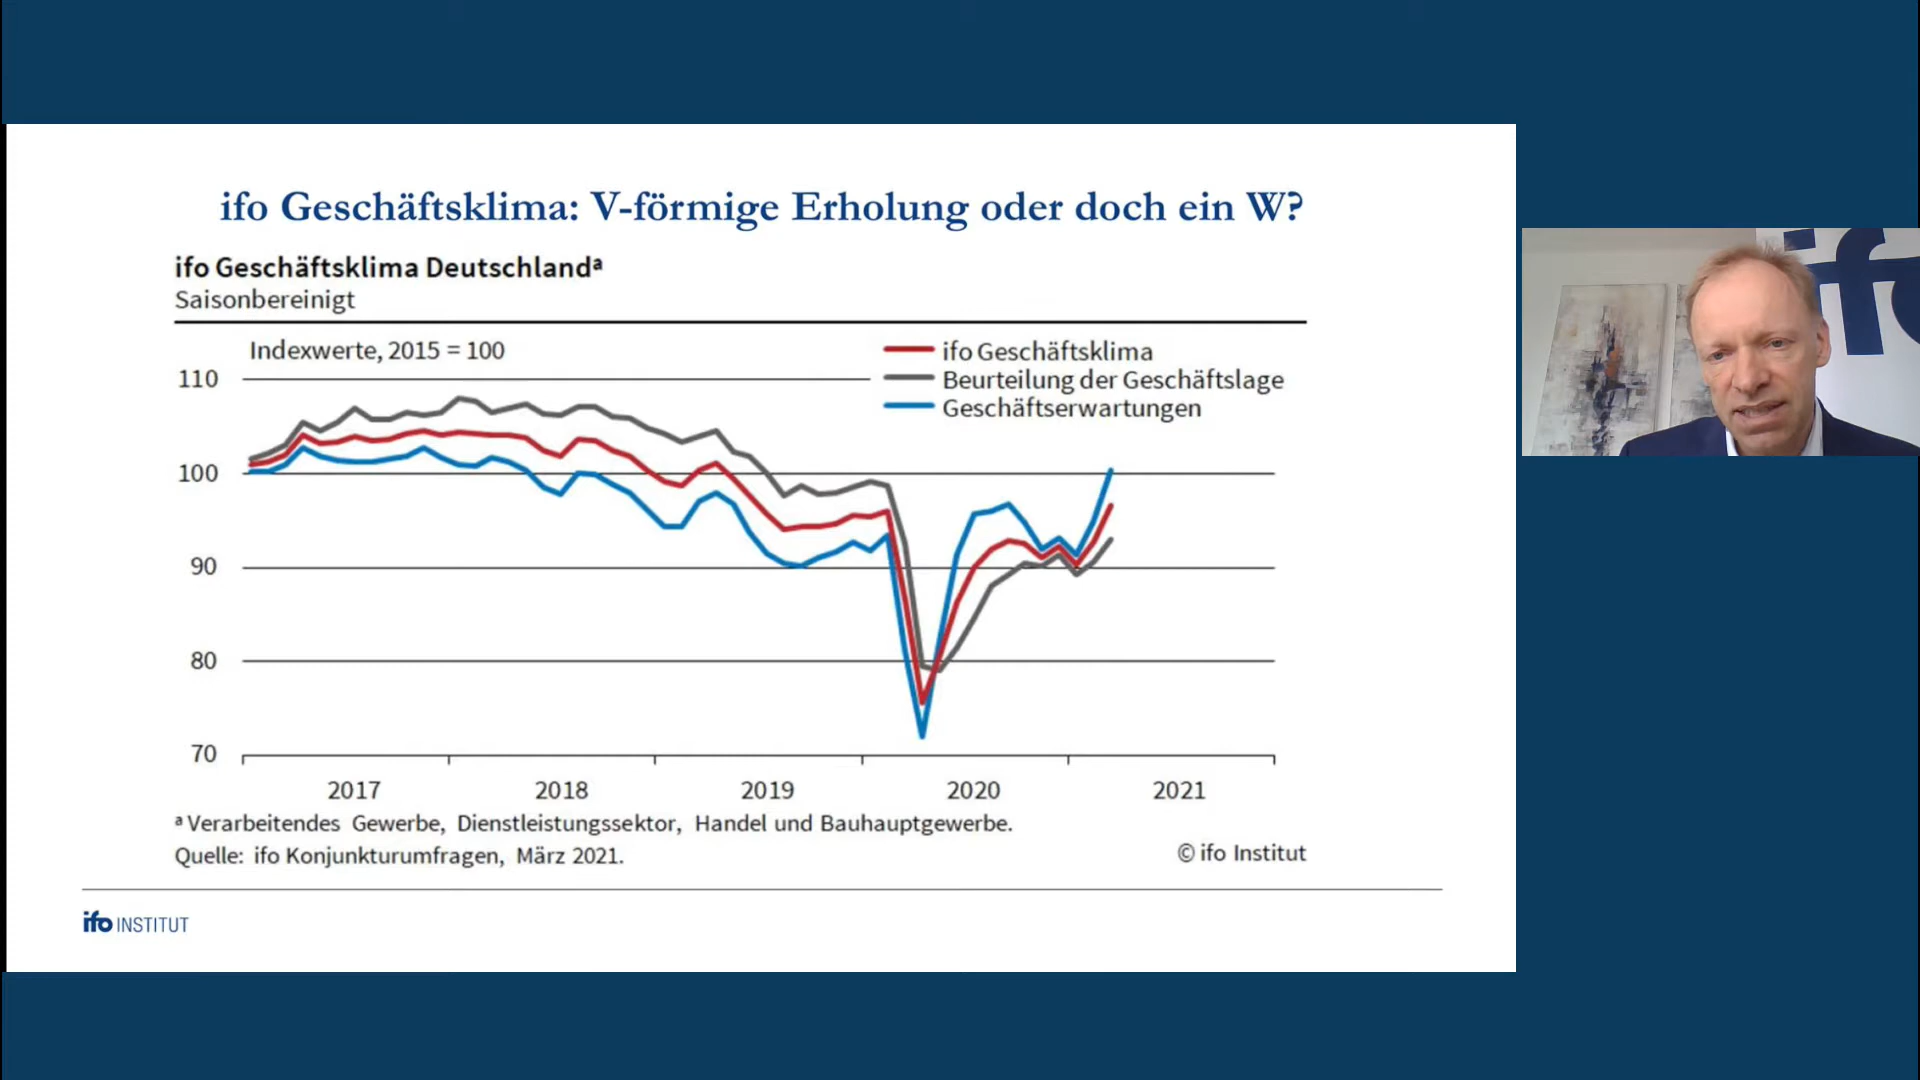 ifo Geschäftsklima: V-förmige Erholung oder doch ein W?
ifo Geschäftsklima Deutschlandᵃ
Saisonbereinigt
Indexwerte, 2015 = 100
ifo Geschäftsklima
Beurteilung der Geschäftslage
Geschäftserwartungen
110
100
90
80
70
2017 2018 2019 2020 2021
ᵃ Verarbeitendes Gewerbe, Dienstleistungssektor, Handel und Bauhauptgewerbe.
Quelle: ifo Konjunkturumfragen, März 2021.
© ifo Institut
ifo INSTITUT
ifo